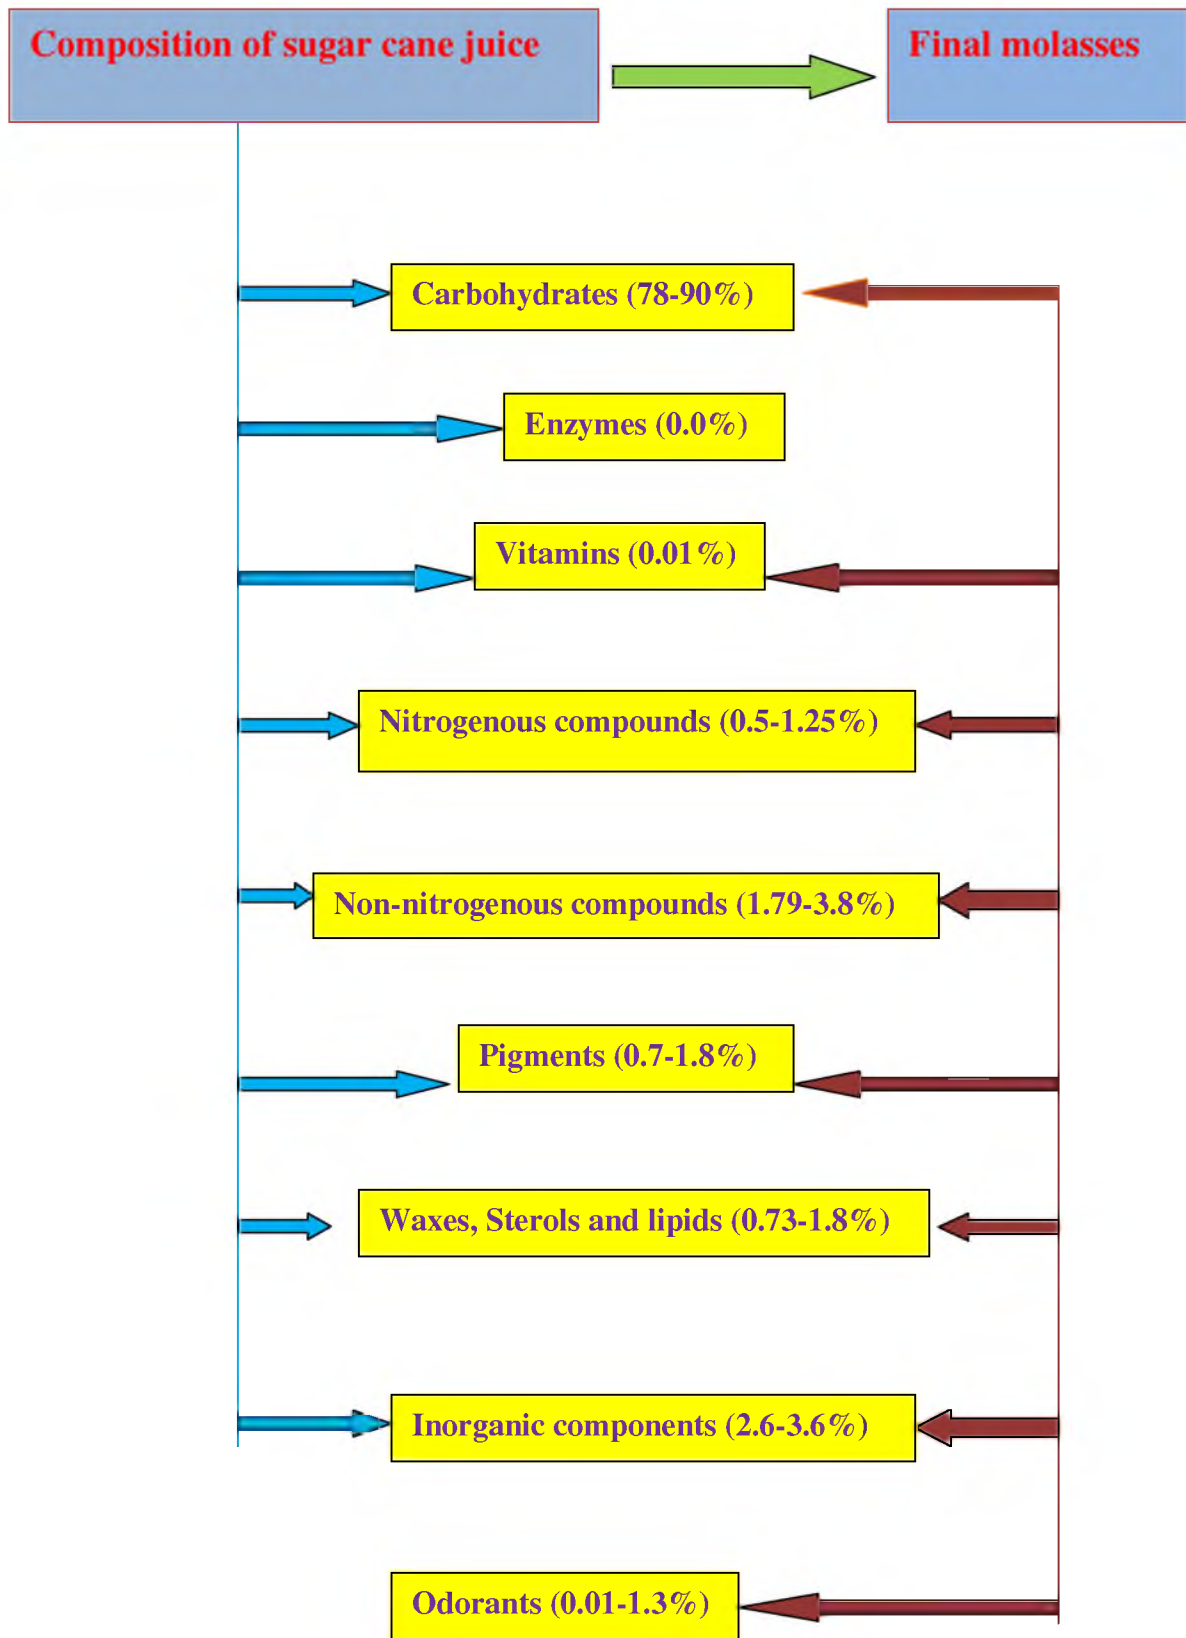 Composition of sugar cane juice
Final molasses
Carbohydrates (78-90%)
Enzymes (0.0%)
Vitamins (0.01%)
Nitrogenous compounds (0.5-1.25%)
Non-nitrogenous compounds (1.79-3.8%)
Pigments (0.7-1.8%)
Waxes, Sterols and lipids (0.73-1.8%)
Inorganic components (2.6-3.6%)
Odorants (0.01-1.3%)